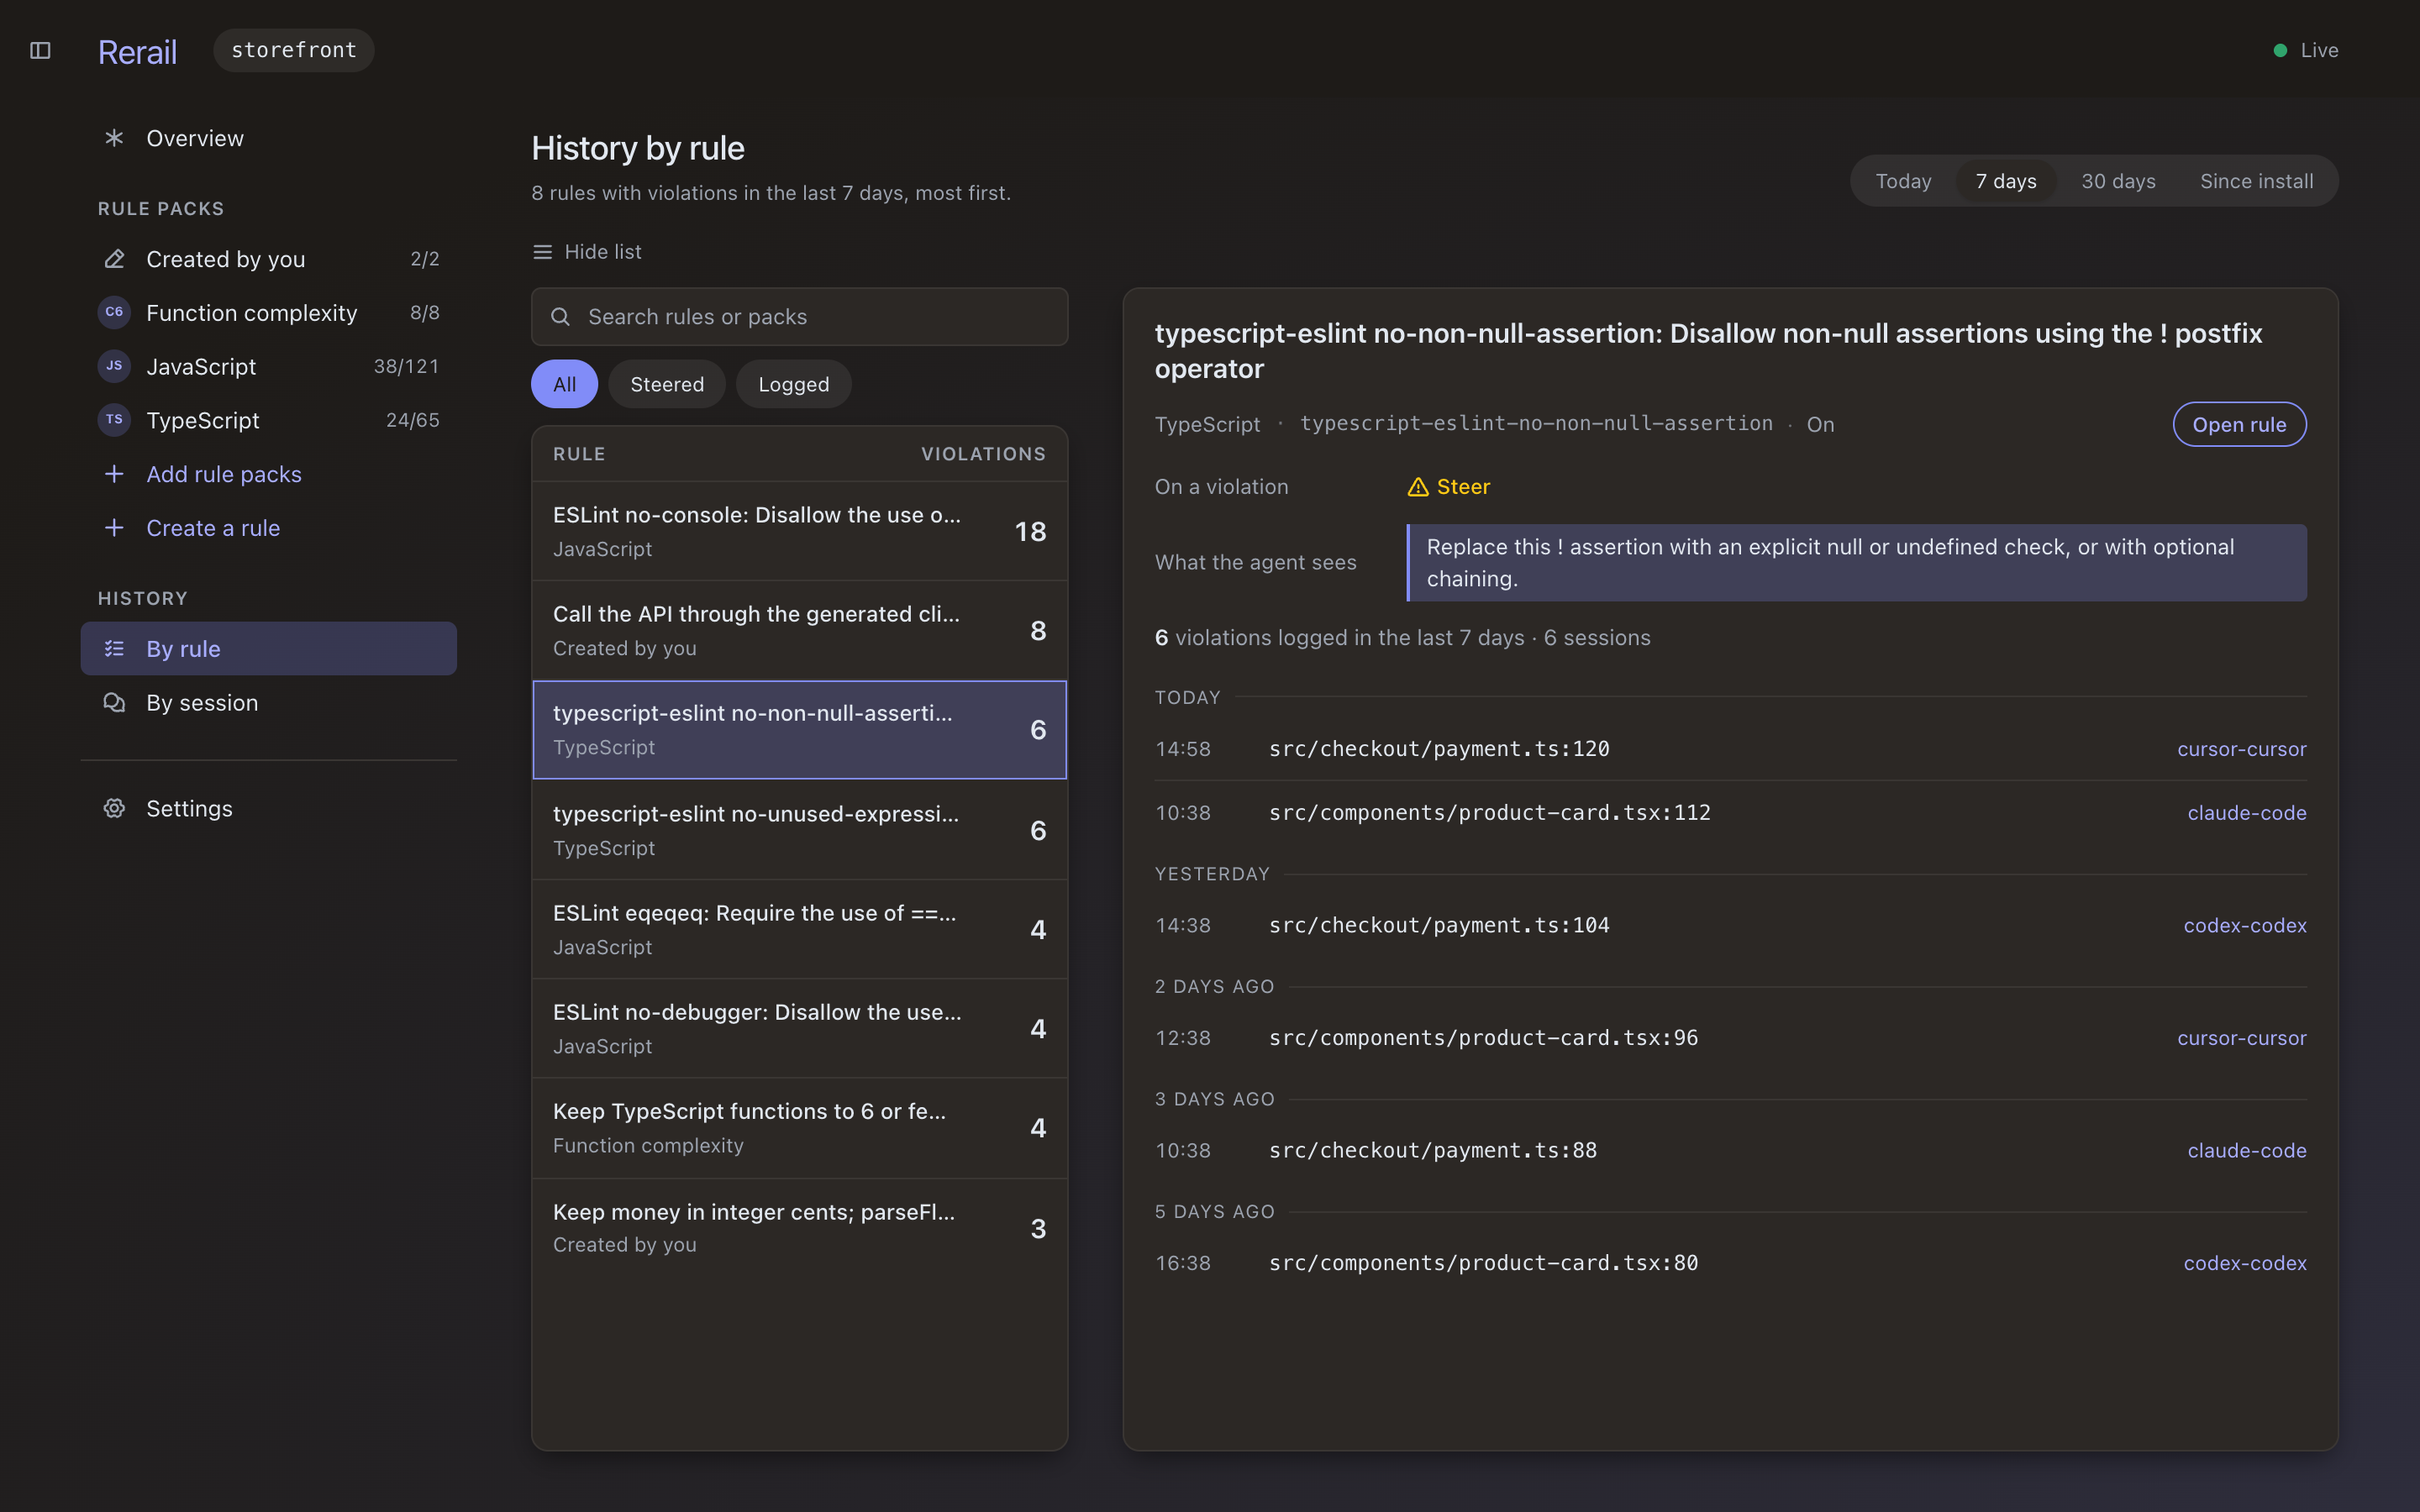 Rerail
storefront
Live
Overview
RULE PACKS
Created by you 2/2
C6 Function complexity 8/8
JS JavaScript 38/121
TS TypeScript 24/65
Add rule packs
Create a rule
HISTORY
By rule
By session
Settings
History by rule
8 rules with violations in the last 7 days, most first.
Today 7 days 30 days Since install
Hide list
Search rules or packs
All Steered Logged
RULE VIOLATIONS
ESLint no-console: Disallow the use o...
JavaScript
18
Call the API through the generated cli...
Created by you
8
typescript-eslint no-non-null-asserti...
TypeScript
6
typescript-eslint no-unused-expressi...
TypeScript
6
ESLint eqeqeq: Require the use of ==...
JavaScript
4
ESLint no-debugger: Disallow the use...
JavaScript
4
Keep TypeScript functions to 6 or fe...
Function complexity
4
Keep money in integer cents; parseFl...
Created by you
3
typescript-eslint no-non-null-assertion: Disallow non-null assertions using the ! postfix
operator
TypeScript · typescript-eslint-no-non-null-assertion · On
Open rule
On a violation Steer
What the agent sees
Replace this ! assertion with an explicit null or undefined check, or with optional
chaining.
6 violations logged in the last 7 days · 6 sessions
TODAY
14:58 src/checkout/payment.ts:120 cursor-cursor
10:38 src/components/product-card.tsx:112 claude-code
YESTERDAY
14:38 src/checkout/payment.ts:104 codex-codex
2 DAYS AGO
12:38 src/components/product-card.tsx:96 cursor-cursor
3 DAYS AGO
10:38 src/checkout/payment.ts:88 claude-code
5 DAYS AGO
16:38 src/components/product-card.tsx:80 codex-codex